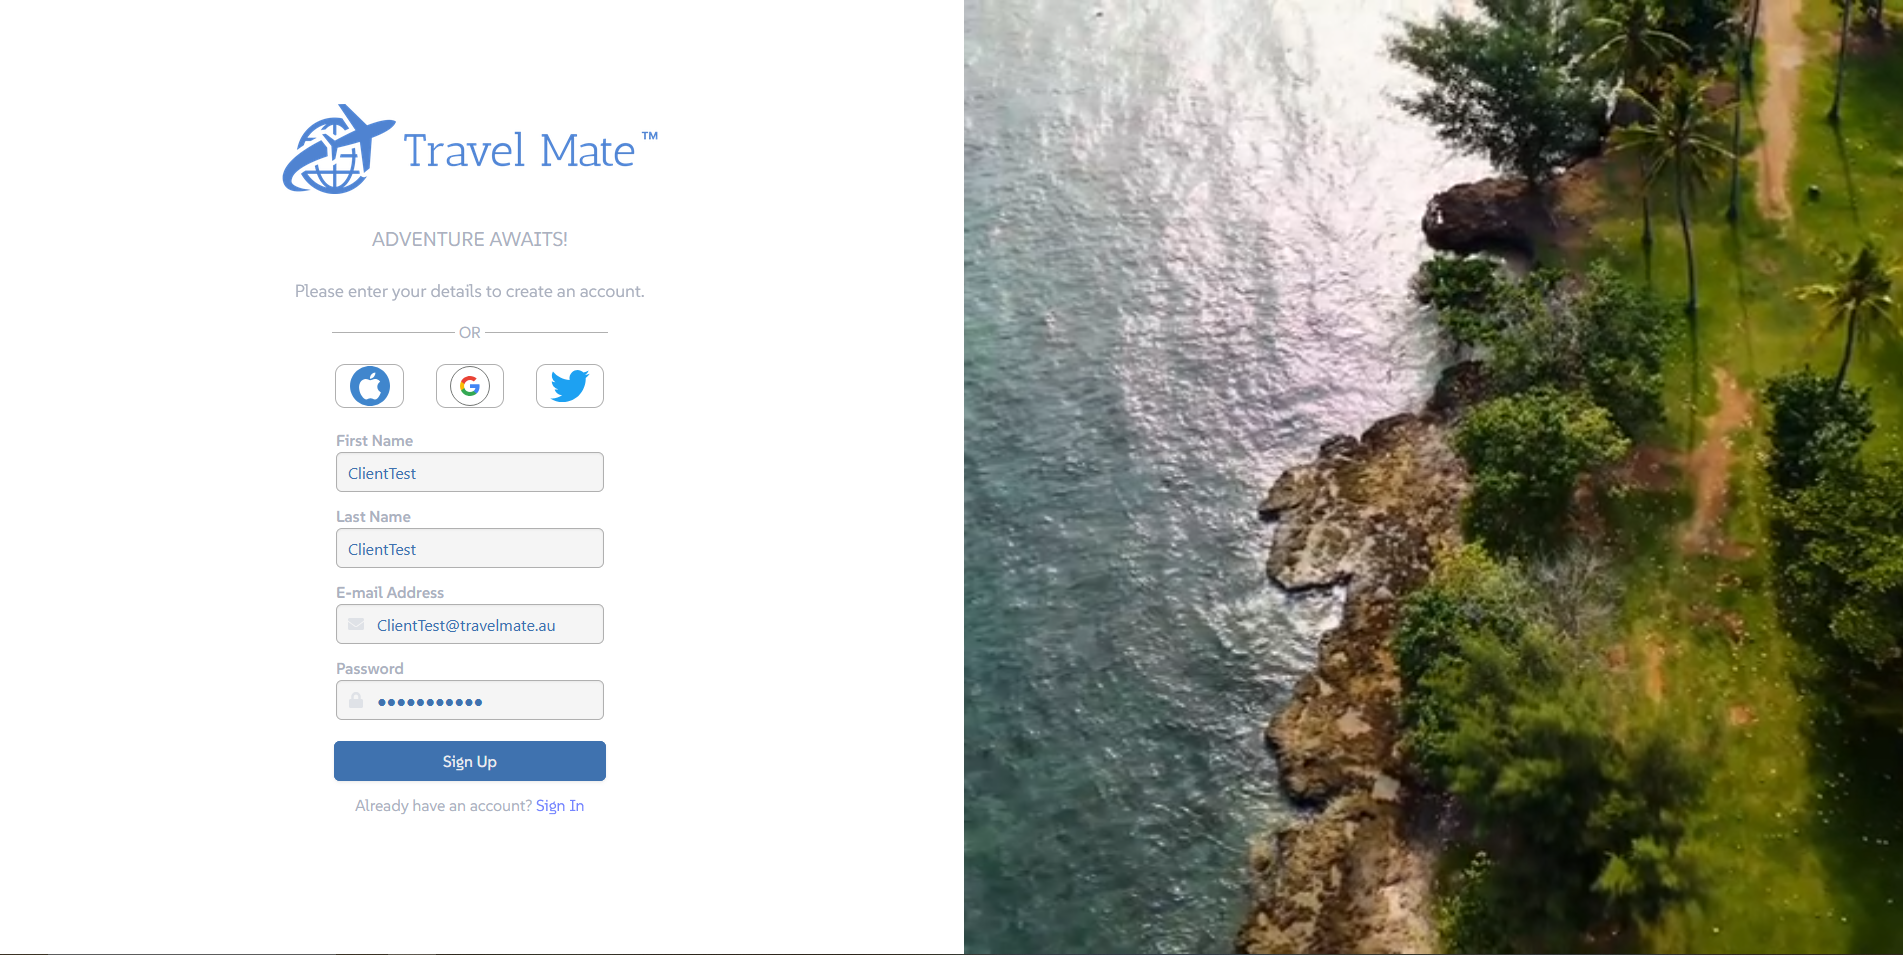 Travel Mate™
ADVENTURE AWAITS!
Please enter your details to create an account.
OR
First Name
ClientTest
Last Name
ClientTest
E-mail Address
ClientTest@travelmate.au
Password
•••••••••••
Sign Up
Already have an account? Sign In